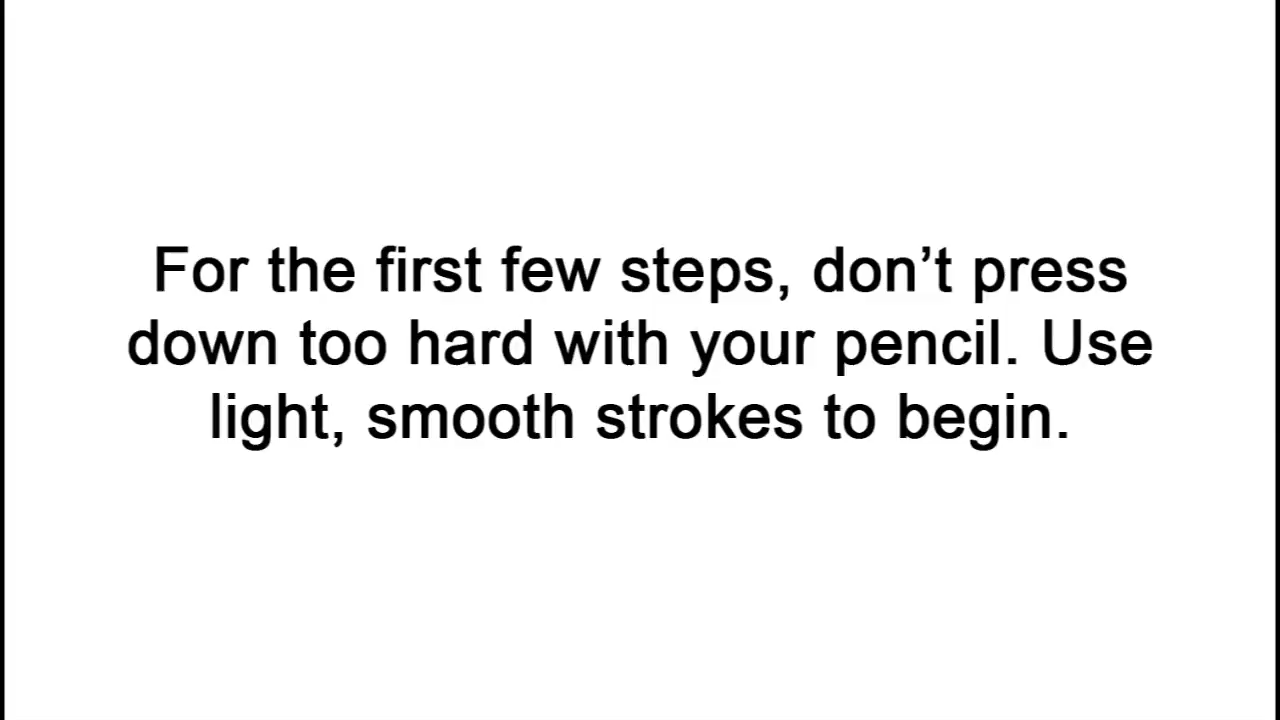 For the first few steps, don’t press
down too hard with your pencil. Use
light, smooth strokes to begin.